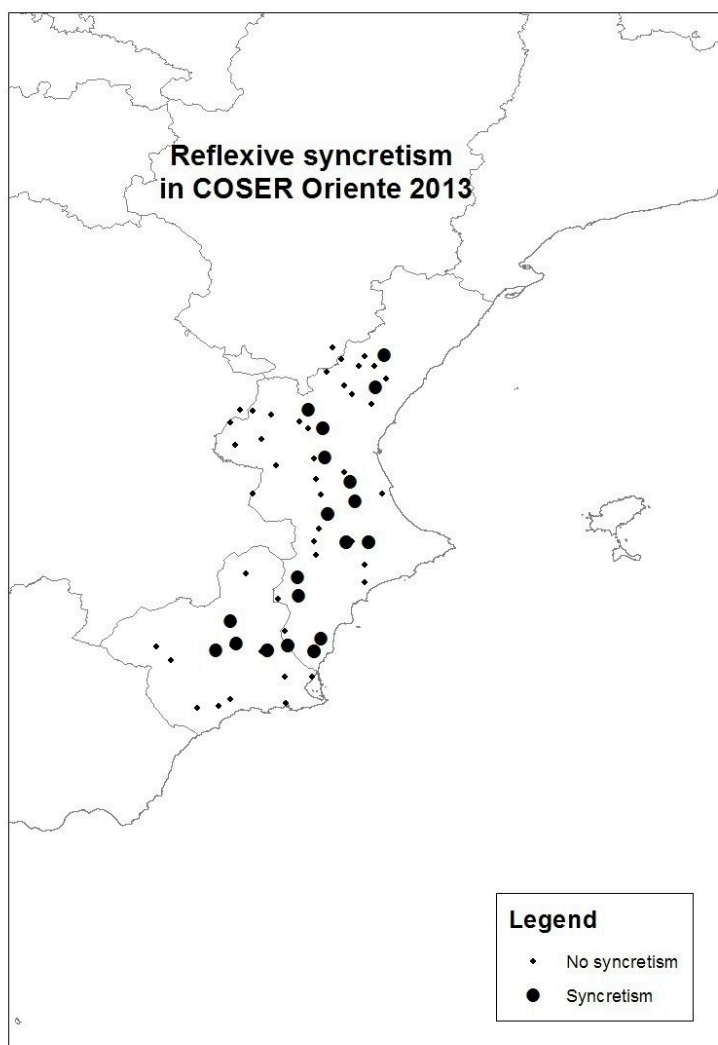 Reflexive syncretism
in COSER Oriente 2013
Legend
No syncretism
Syncretism